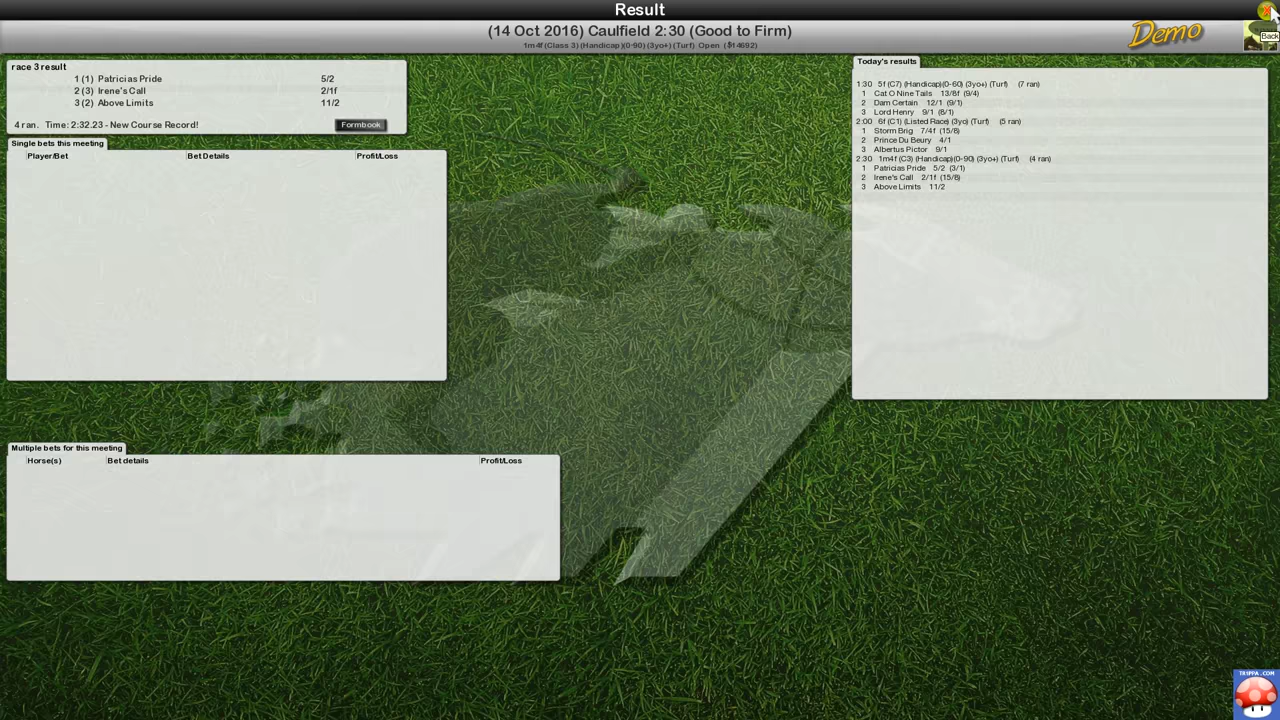 Result
(14 Oct 2016) Caulfield 2:30 (Good to Firm)
1m4f (Class 3) (Handicap)(0-90) (3yo+) (Turf) Open ($14692)
Demo
Back
race 3 result
1 (1) Patricias Pride 5/2
2 (3) Irene's Call 2/1f
3 (2) Above Limits 11/2
4 ran. Time: 2:32.23 - New Course Record!
Formbook
Single bets this meeting
Player/Bet Bet Details Profit/Loss
Multiple bets for this meeting
Horse(s) Bet details Profit/Loss
Today's results
1:30 5f (C7) (Handicap)(0-60) (3yo+) (Turf) (7 ran)
1 Cat O Nine Tails 13/8f (9/4)
2 Dam Certain 12/1 (9/1)
3 Lord Henry 9/1 (8/1)
2:00 6f (C1) (Listed Race) (3yo) (Turf) (5 ran)
1 Storm Brig 7/4f (15/8)
2 Prince Du Beury 4/1
3 Albertus Pictor 9/1
2:30 1m4f (C3) (Handicap)(0-90) (3yo+) (Turf) (4 ran)
1 Patricias Pride 5/2 (3/1)
2 Irene's Call 2/1f (15/8)
3 Above Limits 11/2
TRIPPA.COM